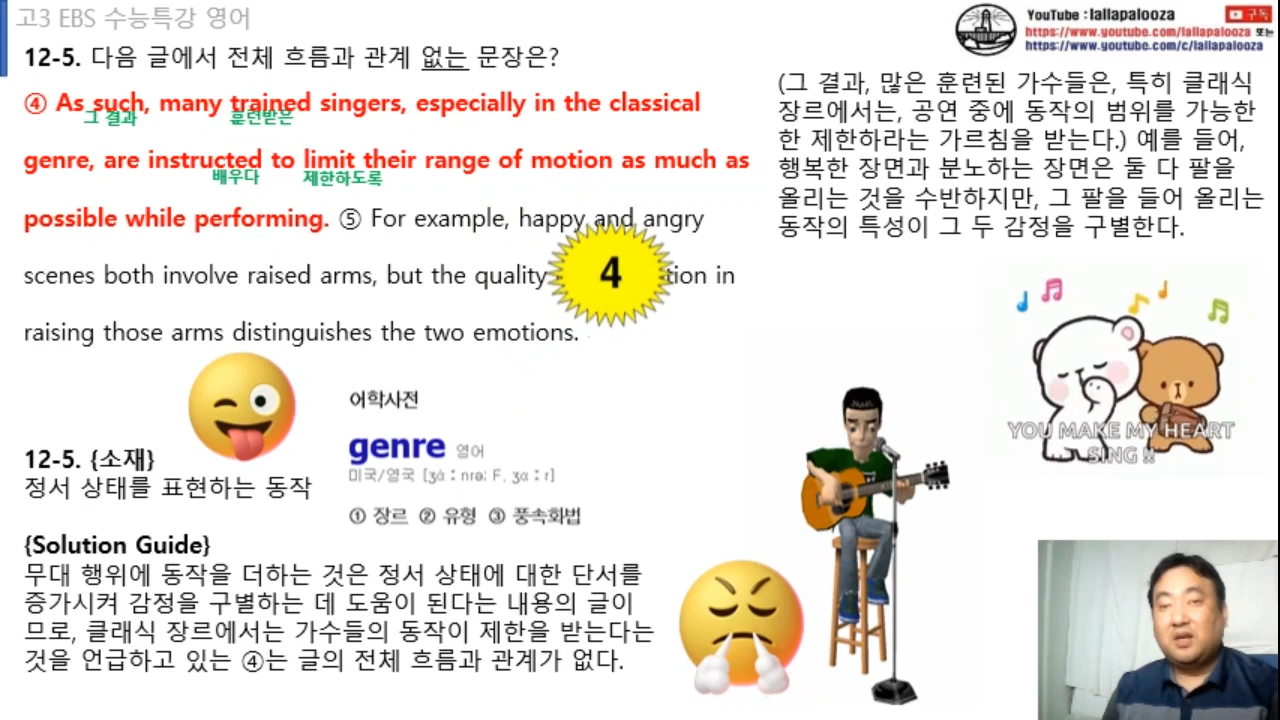 고3 EBS 수능특강 영어
YouTube : lallapalooza
구독
https://www.youtube.com/lallapalooza 또는
https://www.youtube.com/c/lallapalooza
12-5. 다음 글에서 전체 흐름과 관계 없는 문장은?
④ As such, many trained singers, especially in the classical
그 결과 훈련받은
genre, are instructed to limit their range of motion as much as
배우다 제한하도록
possible while performing. ⑤ For example, happy and angry
scenes both involve raised arms, but the quality tion in
4
raising those arms distinguishes the two emotions.
(그 결과, 많은 훈련된 가수들은, 특히 클래식
장르에서는, 공연 중에 동작의 범위를 가능한
한 제한하라는 가르침을 받는다.) 예를 들어,
행복한 장면과 분노하는 장면은 둘 다 팔을
올리는 것을 수반하지만, 그 팔을 들어 올리는
동작의 특성이 그 두 감정을 구별한다.
YOU MAKE MY HEART
SING !!
어학사전
genre 영어
미국/영국 [ʒάːnrə; F. ʒɑːr]
① 장르 ② 유형 ③ 풍속화법
12-5. {소재}
정서 상태를 표현하는 동작
{Solution Guide}
무대 행위에 동작을 더하는 것은 정서 상태에 대한 단서를
증가시켜 감정을 구별하는 데 도움이 된다는 내용의 글이
므로, 클래식 장르에서는 가수들의 동작이 제한을 받는다는
것을 언급하고 있는 ④는 글의 전체 흐름과 관계가 없다.